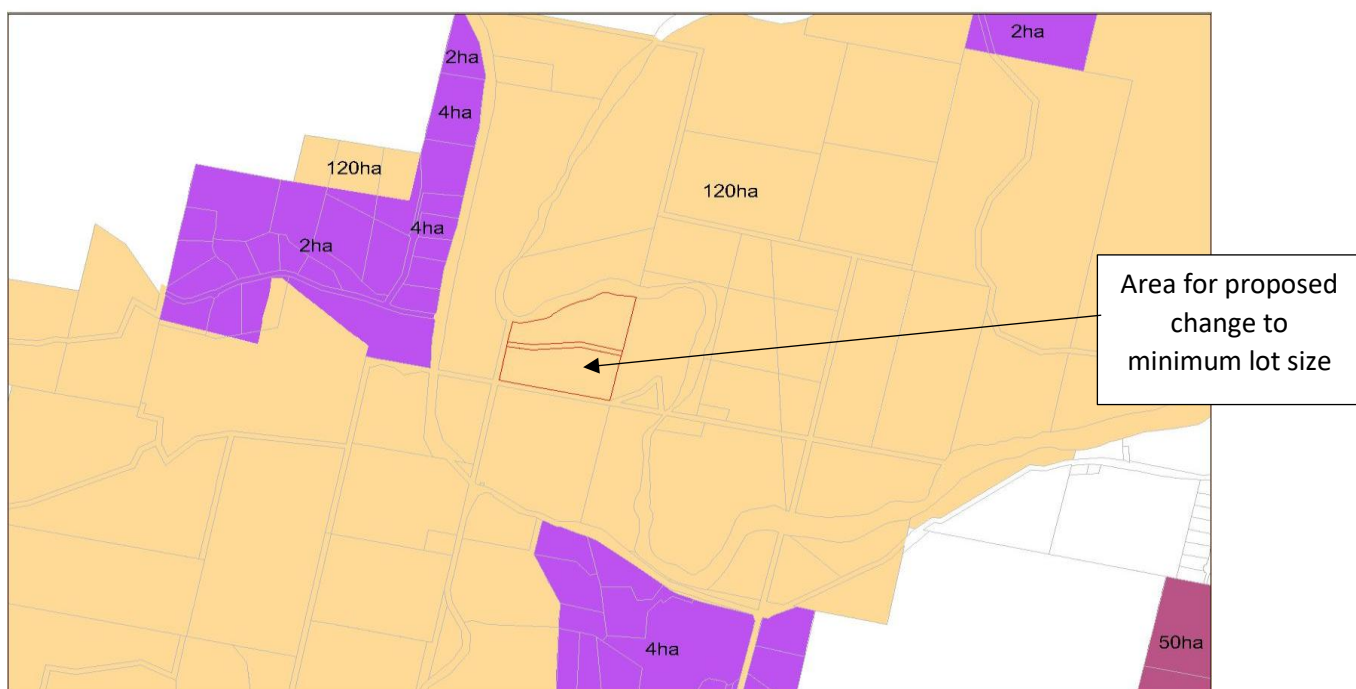 2ha
2ha
4ha
120ha
120ha
4ha
2ha
Area for proposed
change to
minimum lot size
4ha
50ha